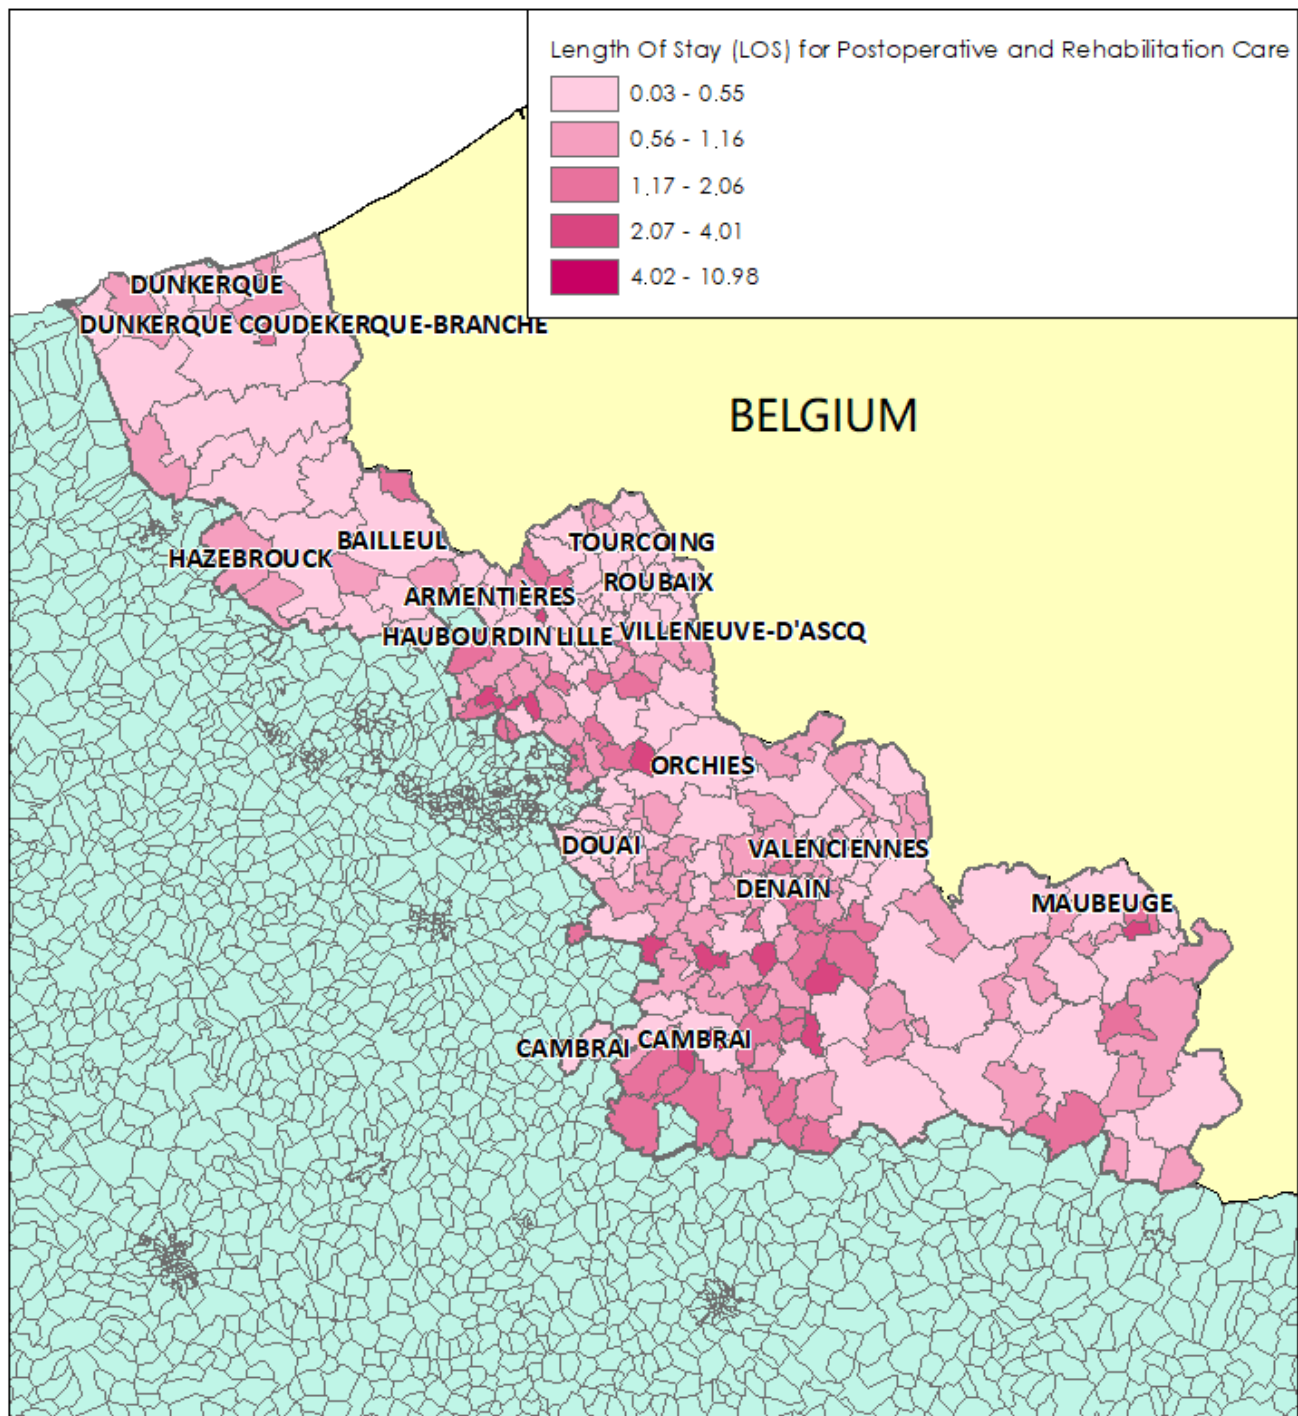 Length Of Stay (LOS) for Postoperative and Rehabilitation Care
0.03 - 0.55
0.56 - 1.16
1.17 - 2.06
2.07 - 4.01
4.02 - 10.98
DUNKERQUE
DUNKERQUE COUDEKERQUE-BRANCHE
BELGIUM
BAILLEUL
TOURCOING
HAZEBROUCK
ROUBAIX
ARMENTIÈRES
HAUBOURDIN LILLE VILLENEUVE-D'ASCQ
ORCHIES
DOUAI
VALENCIENNES
DENAIN
MAUBEUGE
CAMBRAI CAMBRAI